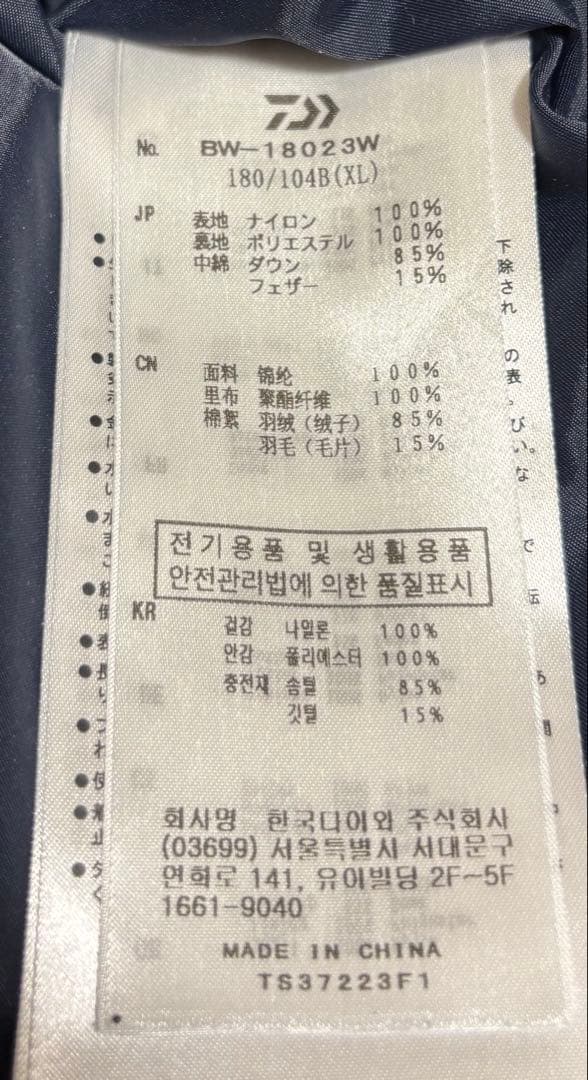 No. BW-18023W
180/104B(XL)
JP 表地 ナイロン 100%
裏地 ポリエステル 100%
中綿 ダウン 85%
フェザー 15%
CN 面料 锦纶 100%
里布 聚酯纤维 100%
棉絮 羽绒（绒子） 85%
羽毛（毛片） 15%
전기용품 및 생활용품
안전관리법에 의한 품질표시
KR 겉감 나일론 100%
안감 폴리에스터 100%
충전재 솜털 85%
깃털 15%
회사명 한국다이와 주식회사
(03699) 서울특별시 서대문구
연희로 141, 유이빌딩 2F~5F
1661-9040
MADE IN CHINA
TS37223F1
下除され
の表